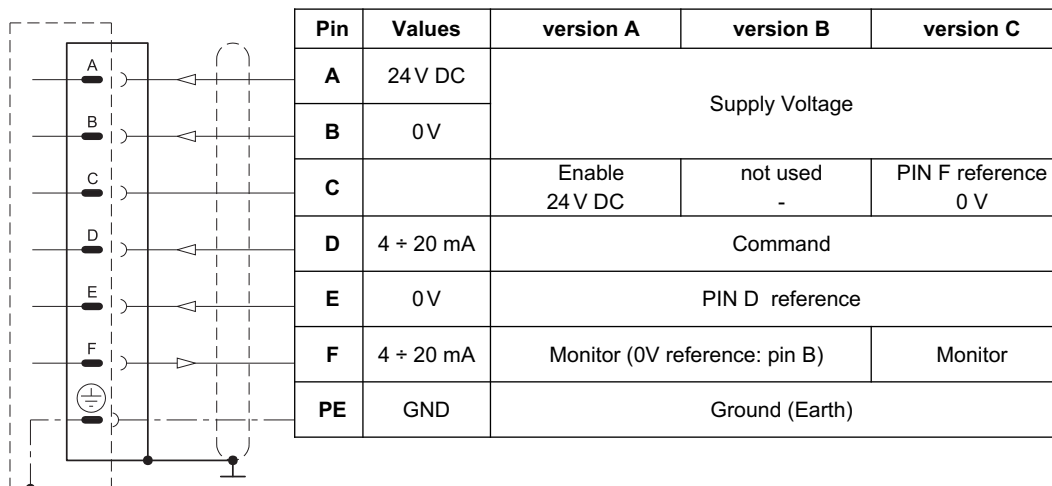 Pin Values version A version B version C
A 24 V DC Supply Voltage
B 0 V
C Enable 24 V DC not used - PIN F reference 0 V
D 4 ÷ 20 mA Command
E 0 V PIN D reference
F 4 ÷ 20 mA Monitor (0V reference: pin B) Monitor
PE GND Ground (Earth)
A
B
C
D
E
F